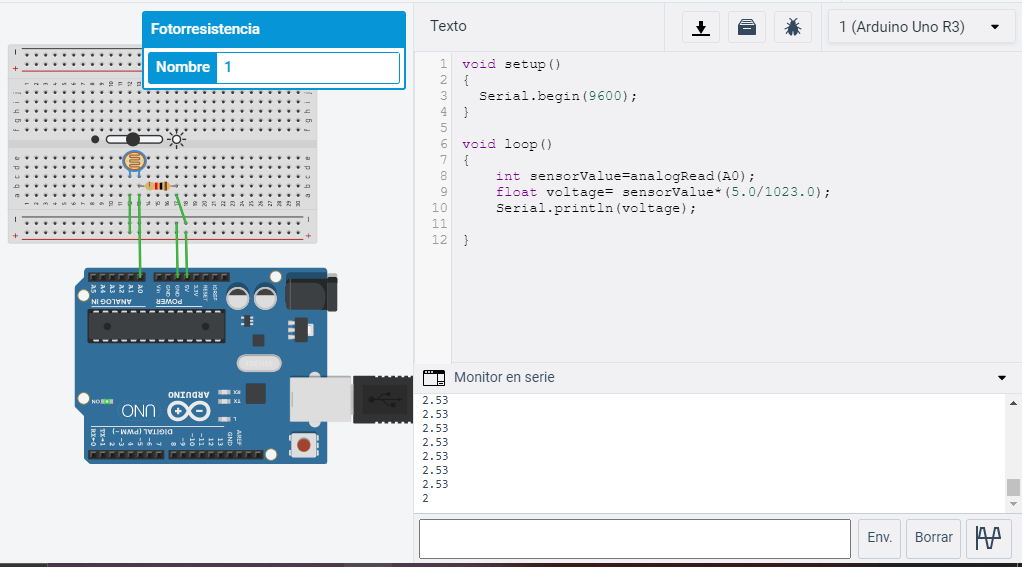 Fotorresistencia
Nombre 1
Texto
1 (Arduino Uno R3)
1 void setup()
2 {
3 Serial.begin(9600);
4 }
5
6 void loop()
7 {
8 int sensorValue=analogRead(A0);
9 float voltage= sensorValue*(5.0/1023.0);
10 Serial.println(voltage);
11
12 }
Monitor en serie
2.53
2.53
2.53
2.53
2.53
2.53
2.53
2
Env.
Borrar
A5 A4 A3 A2 A1 A0
Vin GND GND 5V 3.3V RESET IOREF
ANALOG IN
POWER
ON
ARDUINO
UNO
RX
TX
L
DIGITAL (PWM~)
RX←0 TX→1 2 ~3 4 ~5 ~6 7 8 ~9 ~10 ~11 12 13 GND AREF